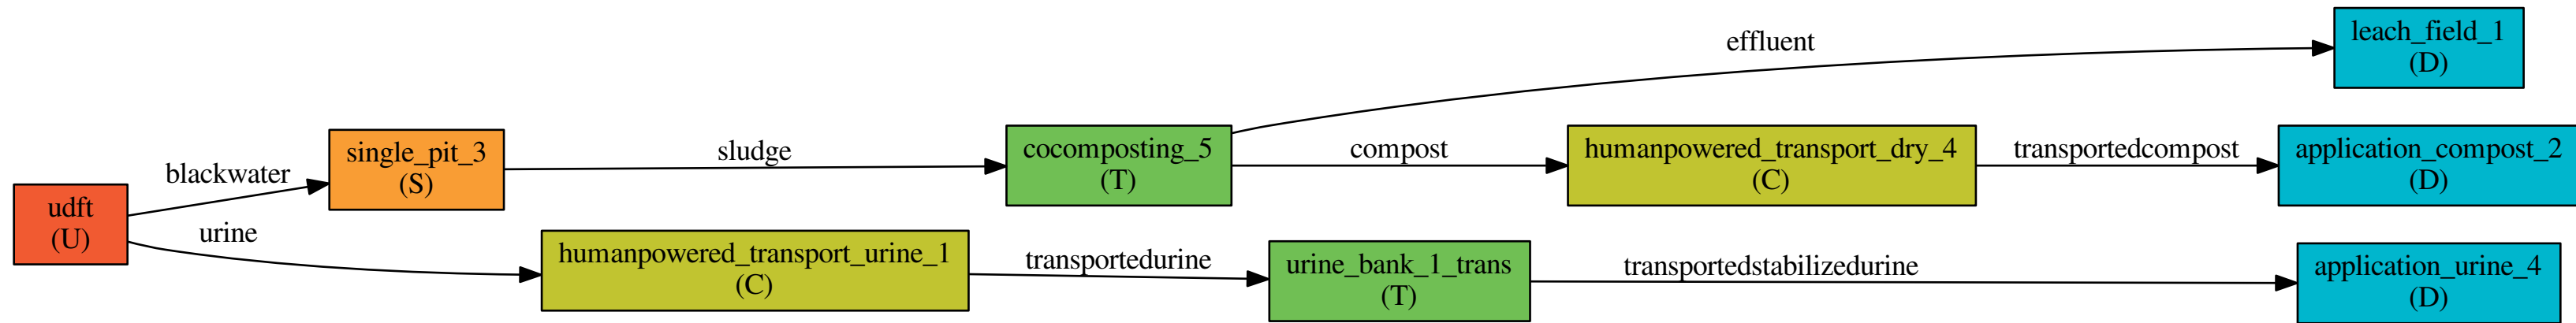 udft
(U)
blackwater
urine
single_pit_3
(S)
sludge
humanpowered_transport_urine_1
(C)
transportedurine
cocomposting_5
(T)
effluent
compost
urine_bank_1_trans
(T)
transportedstabilizedurine
humanpowered_transport_dry_4
(C)
transportedcompost
leach_field_1
(D)
application_compost_2
(D)
application_urine_4
(D)